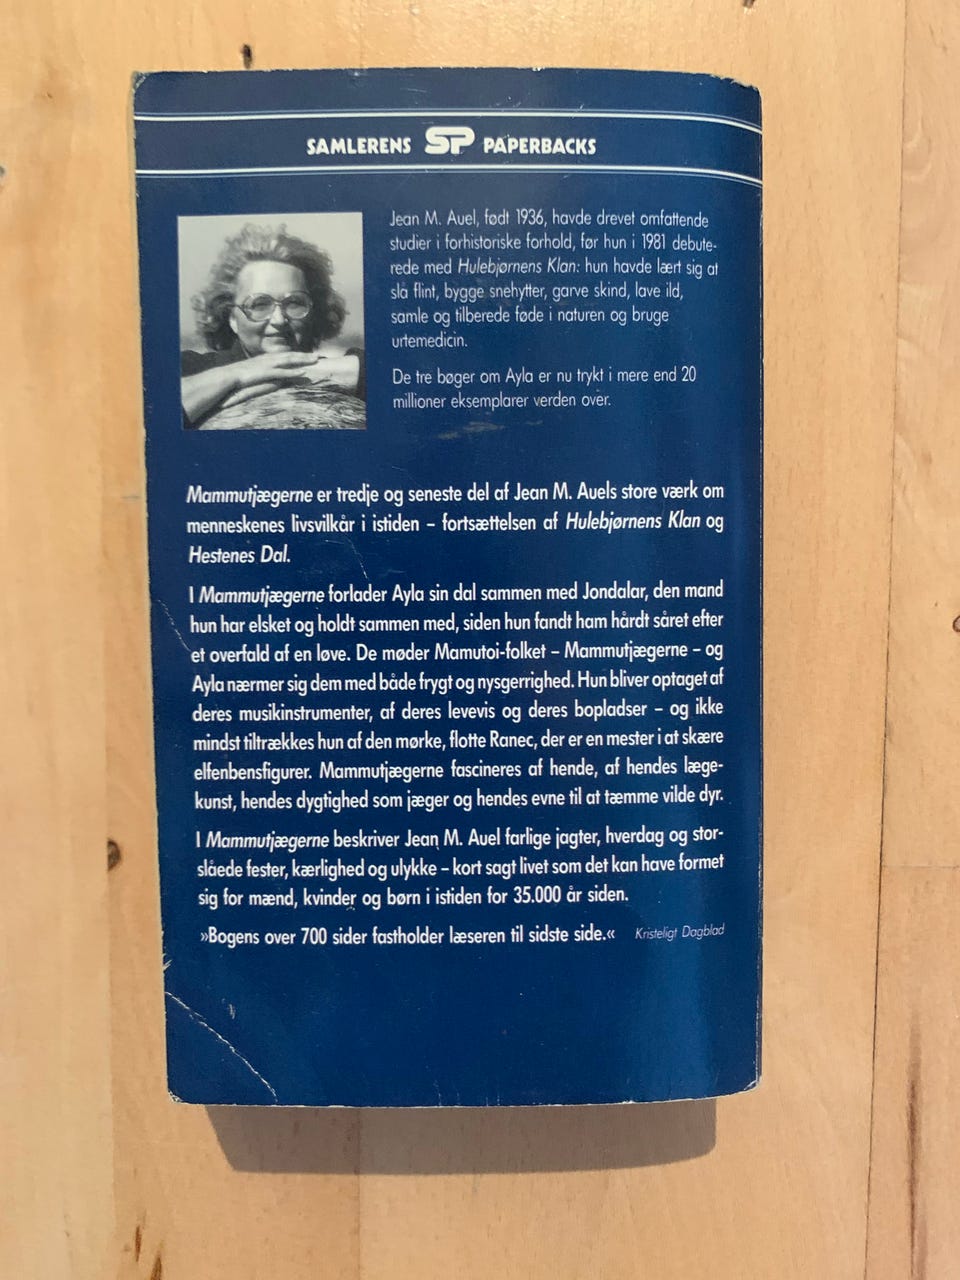 SAMLERENS SP PAPERBACKS
Jean M. Auel, født 1936, havde drevet omfattende
studier i forhistoriske forhold, før hun i 1981 debute-
rede med Hulebjørnens Klan: hun havde lært sig at
slå flint, bygge snehytter, garve skind, lave ild,
samle og tilberede føde i naturen og bruge
urtemedicin.
De tre bøger om Ayla er nu trykt i mere end 20
millioner eksemplarer verden over.
Mammutjægerne er tredje og seneste del af Jean M. Auels store værk om
menneskenes livsvilkår i istiden – fortsættelsen af Hulebjørnens Klan og
Hestenes Dal.
I Mammutjægerne forlader Ayla sin dal sammen med Jondalar, den mand
hun har elsket og holdt sammen med, siden hun fandt ham hårdt såret efter
et overfald af en løve. De møder Mamutoi-folket – Mammutjægerne – og
Ayla nærmer sig dem med både frygt og nysgerrighed. Hun bliver optaget af
deres musikinstrumenter, af deres levevis og deres bopladser – og ikke
mindst tiltrækkes hun af den mørke, flotte Ranec, der er en mester i at skære
elfenbensfigurer. Mammutjægerne fascineres af hende, af hendes læge-
kunst, hendes dygtighed som jæger og hendes evne til at tæmme vilde dyr.
I Mammutjægerne beskriver Jean M. Auel farlige jagter, hverdag og stor-
slåede fester, kærlighed og ulykke – kort sagt livet som det kan have formet
sig for mænd, kvinder og børn i istiden for 35.000 år siden.
»Bogens over 700 sider fastholder læseren til sidste side.« Kristeligt Dagblad